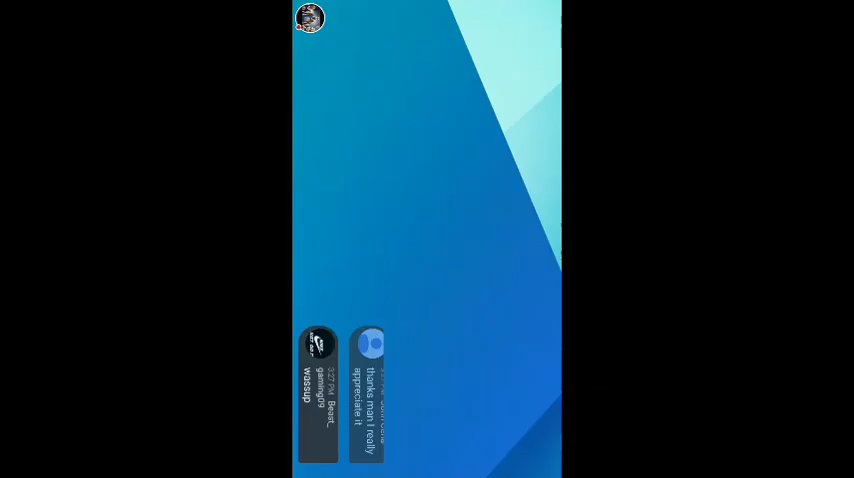 thanks man I really
appreciate it
3:27 PM Beast_
gaming09
wassup